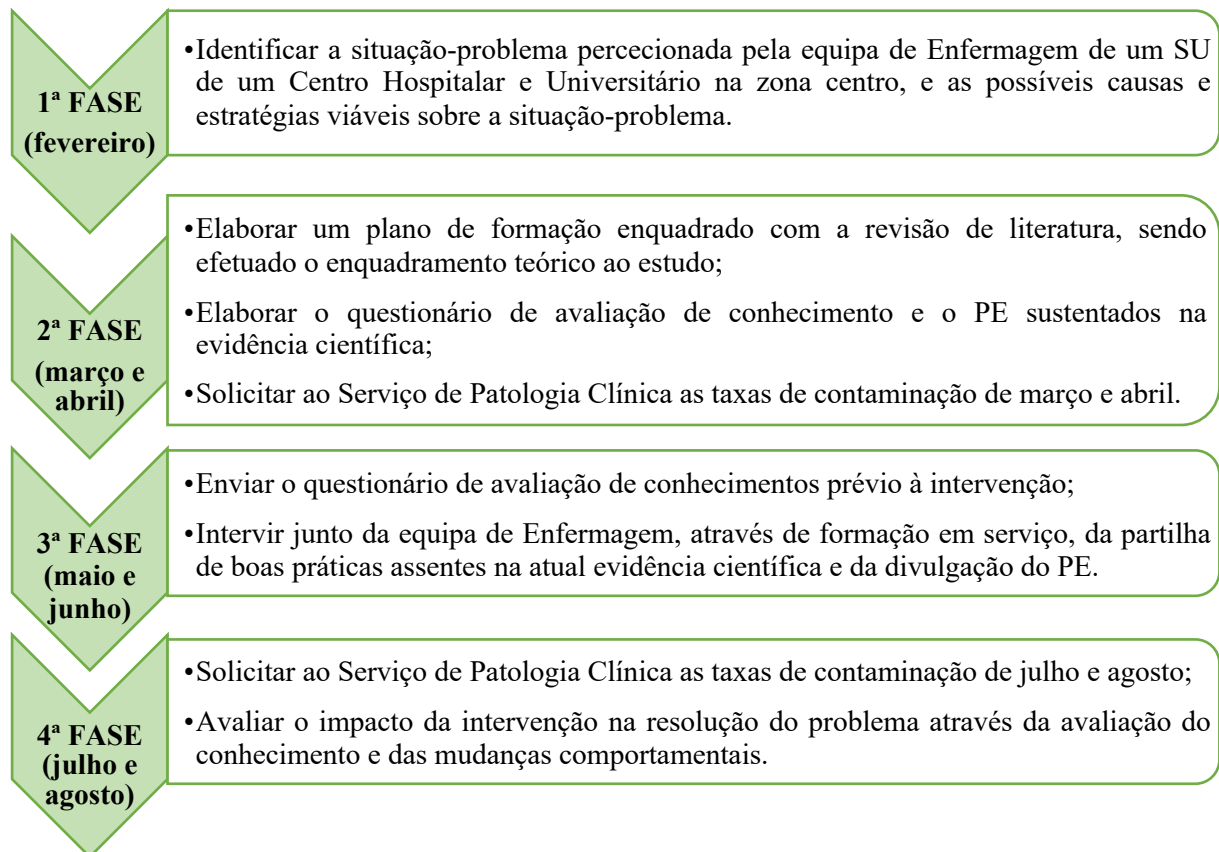 1ª FASE
(fevereiro)
•Identificar a situação-problema percecionada pela equipa de Enfermagem de um SU
de um Centro Hospitalar e Universitário na zona centro, e as possíveis causas e
estratégias viáveis sobre a situação-problema.
2ª FASE
(março e
abril)
•Elaborar um plano de formação enquadrado com a revisão de literatura, sendo
efetuado o enquadramento teórico ao estudo;
•Elaborar o questionário de avaliação de conhecimento e o PE sustentados na
evidência científica;
•Solicitar ao Serviço de Patologia Clínica as taxas de contaminação de março e abril.
3ª FASE
(maio e
junho)
•Enviar o questionário de avaliação de conhecimentos prévio à intervenção;
•Intervir junto da equipa de Enfermagem, através de formação em serviço, da partilha
de boas práticas assentes na atual evidência científica e da divulgação do PE.
4ª FASE
(julho e
agosto)
•Solicitar ao Serviço de Patologia Clínica as taxas de contaminação de julho e agosto;
•Avaliar o impacto da intervenção na resolução do problema através da avaliação do
conhecimento e das mudanças comportamentais.